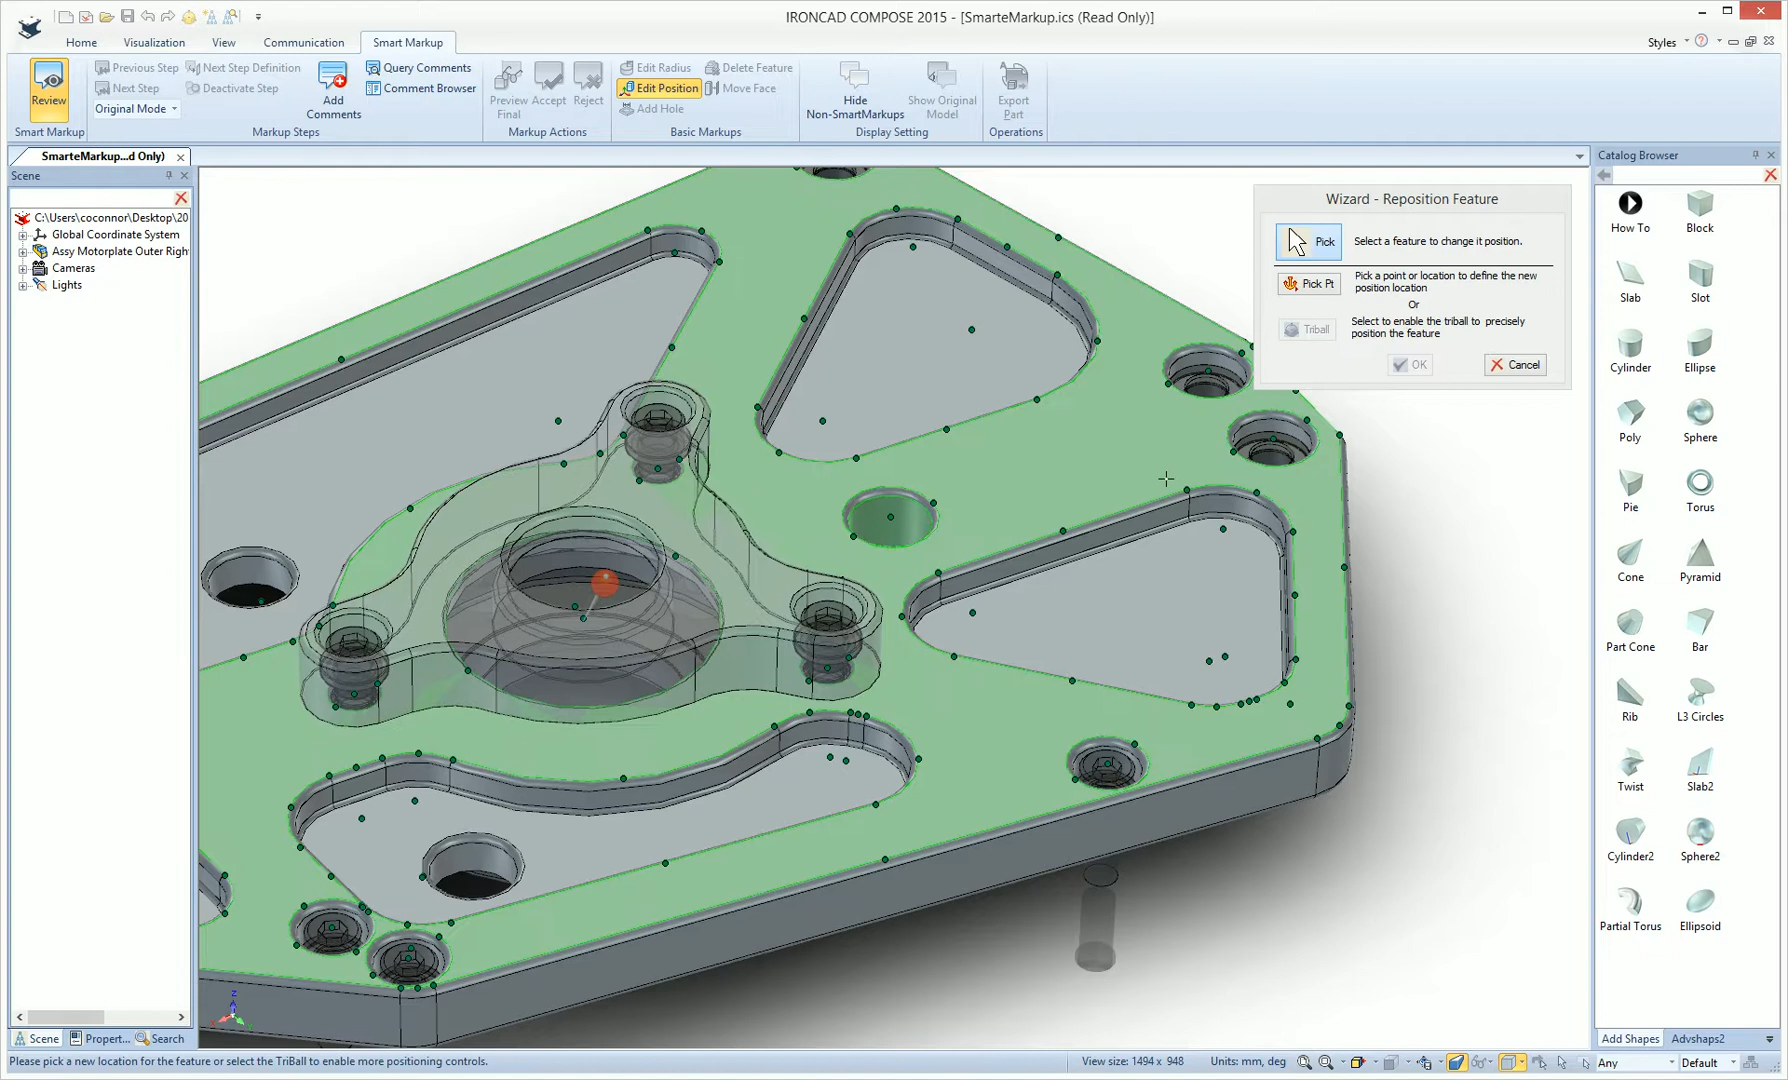 IRONCAD COMPOSE 2015 - [SmarteMarkup.ics (Read Only)]
Home
Visualization
View
Communication
Smart Markup
Styles
Review
Previous Step
Next Step
Original Mode
Next Step Definition
Deactivate Step
Add
Comments
Query Comments
Comment Browser
Preview
Final
Accept
Reject
Edit Radius
Edit Position
Add Hole
Delete Feature
Move Face
Hide
Non-SmartMarkups
Show Original
Model
Export
Part
Smart Markup
Markup Steps
Markup Actions
Basic Markups
Display Setting
Operations
SmarteMarkup...d Only)
Scene
C:\Users\coconnor\Desktop\20
Global Coordinate System
Assy Motorplate Outer Righ
Cameras
Lights
Wizard - Reposition Feature
Pick
Select a feature to change it position.
Pick Pt
Pick a point or location to define the new
position location
Or
Triball
Select to enable the triball to precisely
position the feature
OK
Cancel
Catalog Browser
How To
Block
Slab
Slot
Cylinder
Ellipse
Poly
Sphere
Pie
Torus
Cone
Pyramid
Part Cone
Bar
Rib
L3 Circles
Twist
Slab2
Cylinder2
Sphere2
Partial Torus
Ellipsoid
Z
Scene
Propert...
Search
Add Shapes
Advshaps2
Please pick a new location for the feature or select the TriBall to enable more positioning controls.
View size: 1494 x 948
Units: mm, deg
Any
Default